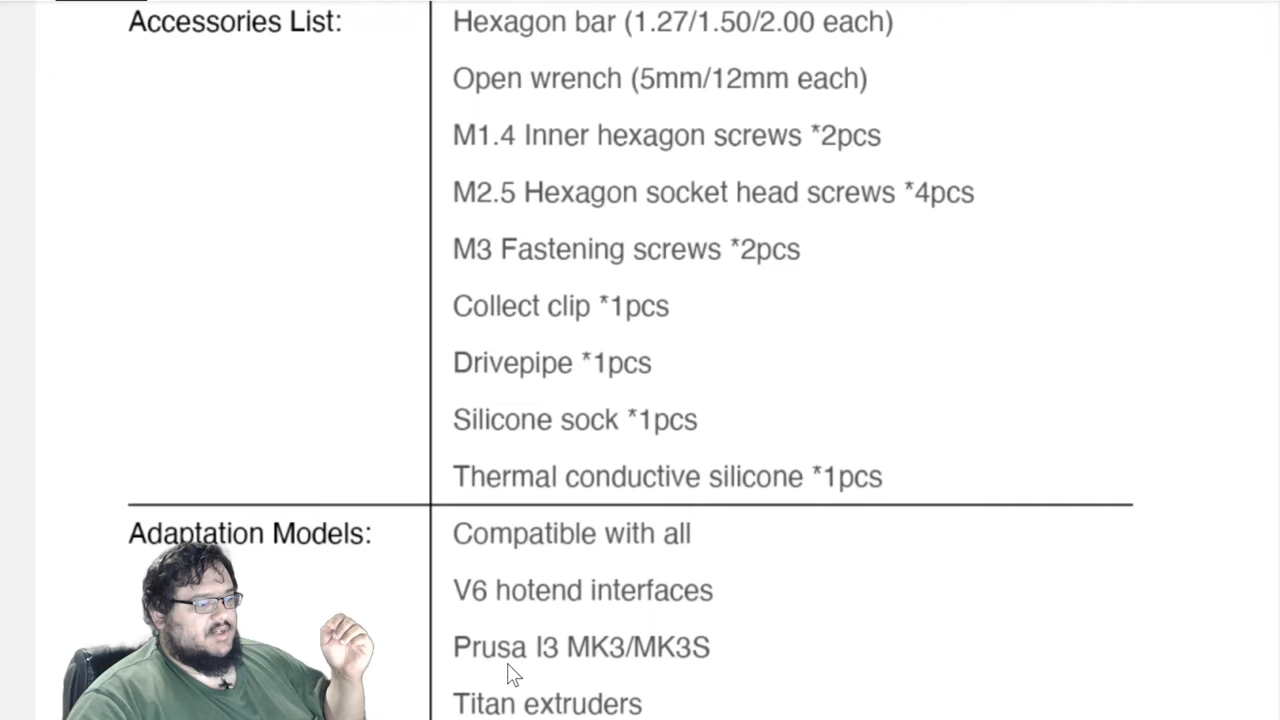 Accessories List:
Hexagon bar (1.27/1.50/2.00 each)
Open wrench (5mm/12mm each)
M1.4 Inner hexagon screws *2pcs
M2.5 Hexagon socket head screws *4pcs
M3 Fastening screws *2pcs
Collect clip *1pcs
Drivepipe *1pcs
Silicone sock *1pcs
Thermal conductive silicone *1pcs
Adaptation Models:
Compatible with all
V6 hotend interfaces
Prusa I3 MK3/MK3S
Titan extruders